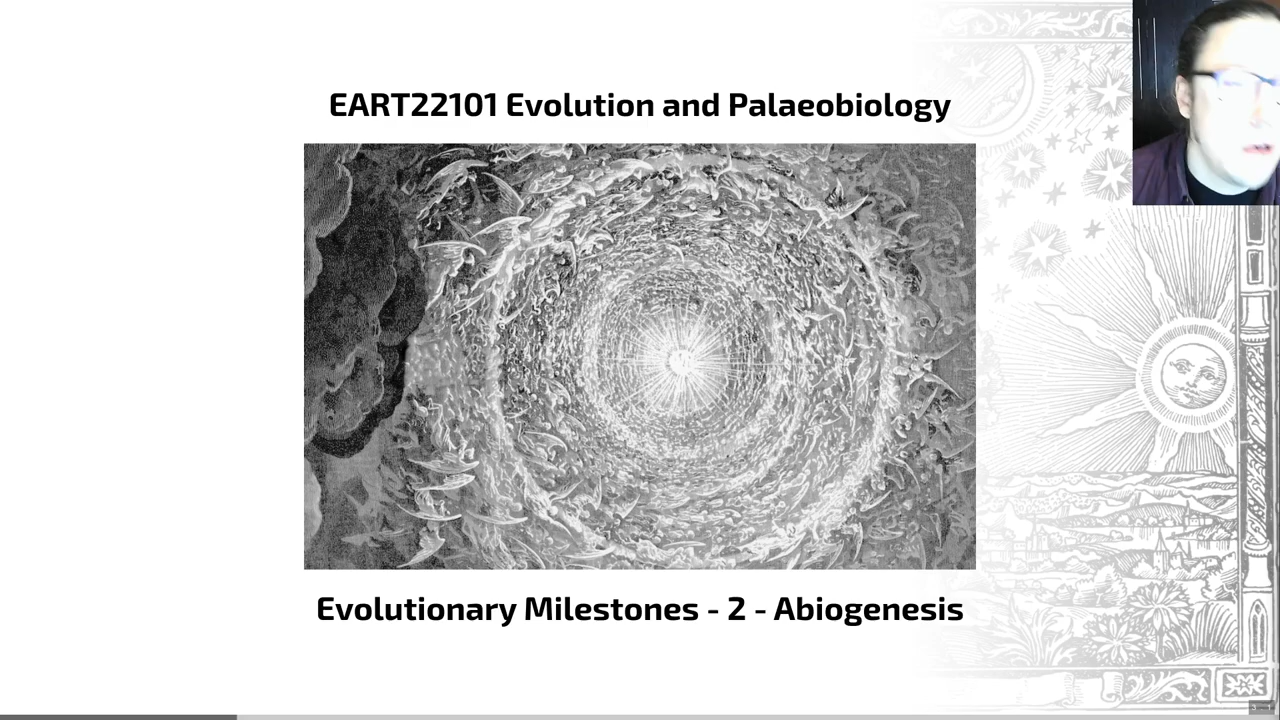 EART22101 Evolution and Palaeobiology
Evolutionary Milestones - 2 - Abiogenesis